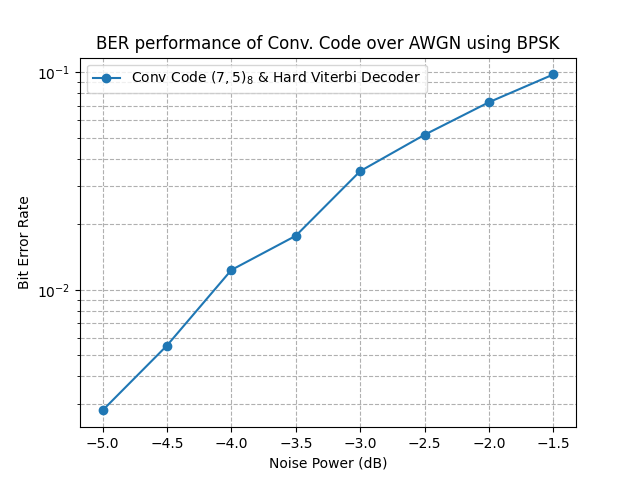 BER performance of Conv. Code over AWGN using BPSK
Conv Code (7, 5)₈ & Hard Viterbi Decoder
Bit Error Rate
10⁻¹
10⁻²
−5.0 −4.5 −4.0 −3.5 −3.0 −2.5 −2.0 −1.5
Noise Power (dB)